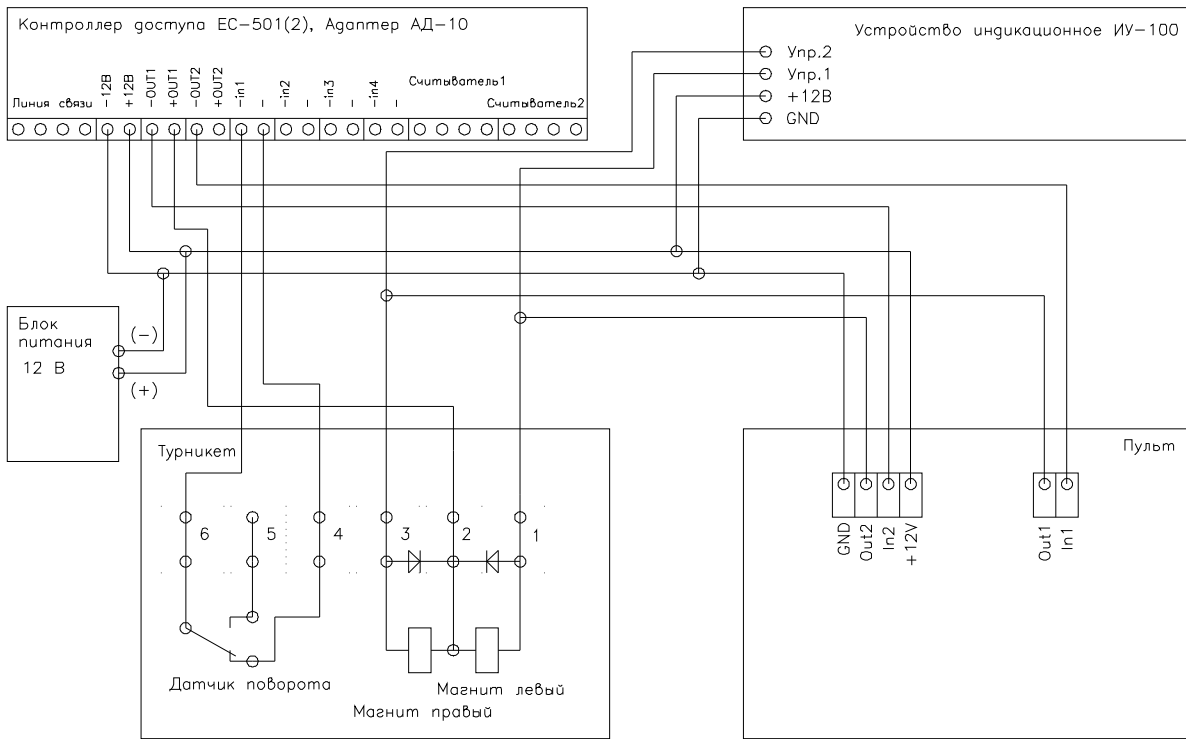 Контроллер доступа ЕС-501(2), Адаптер АД-10
Линия связи
-12В
+12В
-OUT1
+OUT1
-OUT2
+OUT2
-in1
-
-in2
-
-in3
-
-in4
-
Считыватель1
Считыватель2
Устройство индикационное ИУ-100
Упр.2
Упр.1
+12В
GND
Блок
питания
12 В
(-)
(+)
Турникет
6
5
4
3
2
1
Датчик поворота
Магнит левый
Магнит правый
Пульт
GND
Out2
In2
+12V
Out1
In1